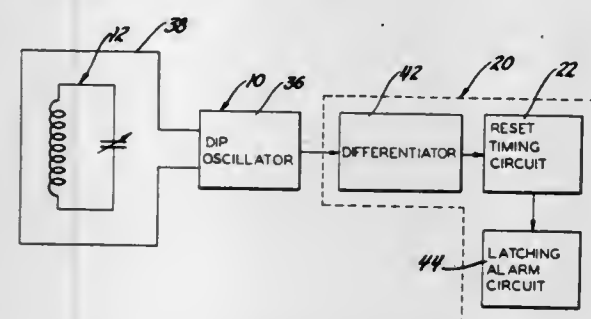 38
12
10
36
42
20
22
DIP
OSCILLATOR
DIFFERENTIATOR
RESET
TIMING
CIRCUIT
44
LATCHING
ALARM
CIRCUIT